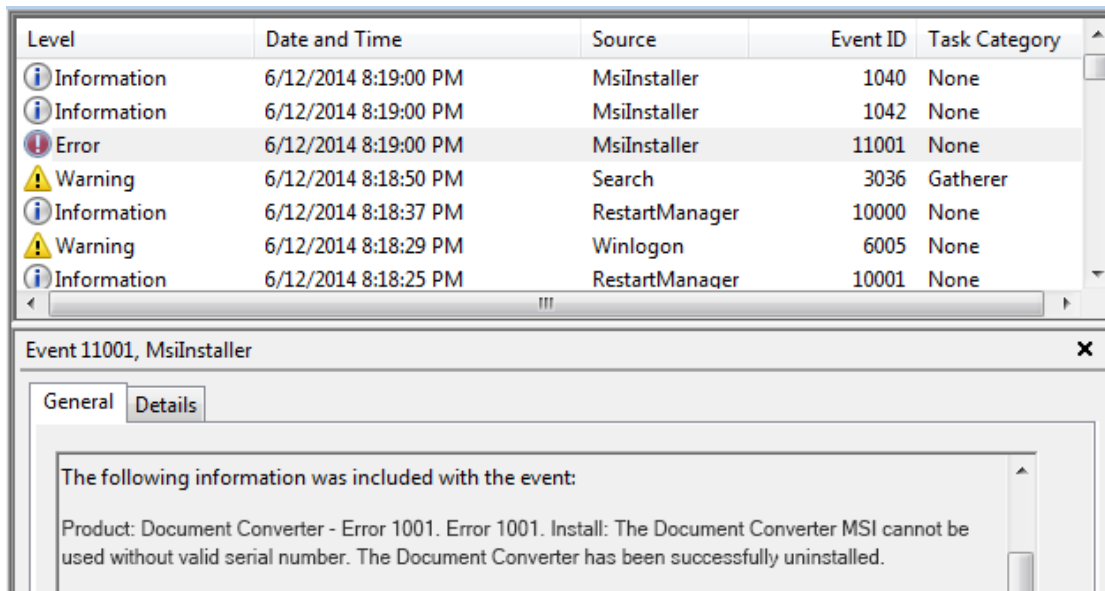 Level Date and Time Source Event ID Task Category
Information 6/12/2014 8:19:00 PM MsiInstaller 1040 None
Information 6/12/2014 8:19:00 PM MsiInstaller 1042 None
Error 6/12/2014 8:19:00 PM MsiInstaller 11001 None
Warning 6/12/2014 8:18:50 PM Search 3036 Gatherer
Information 6/12/2014 8:18:37 PM RestartManager 10000 None
Warning 6/12/2014 8:18:29 PM Winlogon 6005 None
Information 6/12/2014 8:18:25 PM RestartManager 10001 None
Event 11001, MsiInstaller
General Details
The following information was included with the event:
Product: Document Converter - Error 1001. Error 1001. Install: The Document Converter MSI cannot be
used without valid serial number. The Document Converter has been successfully uninstalled.